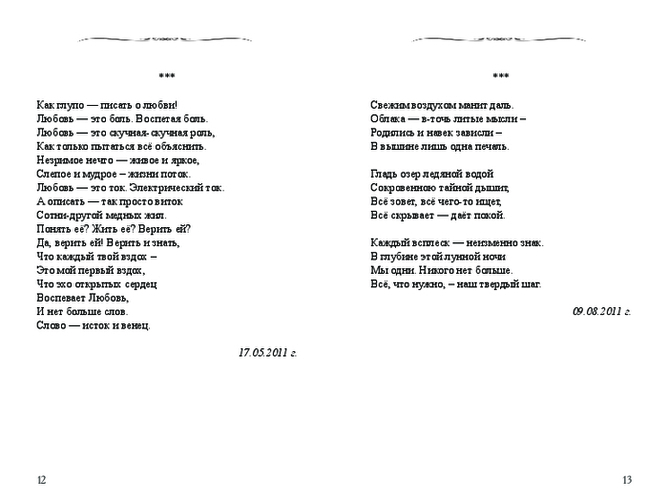 ***
Как глупо — писать о любви!
Любовь — это боль. Воспетая боль.
Любовь — это скучная-скучная роль,
Как только пытаться всё объяснить.
Незримое нечто — живое и яркое,
Слепое и мудрое – жизни поток.
Любовь — это ток. Электрический ток.
А описать — так просто виток
Сотни-другой медных жил.
Понять её? Жить её? Верить ей?
Да, верить ей! Верить и знать,
Что каждый твой вздох –
Это мой первый вздох,
Что эхо открытых сердец
Воспевает Любовь,
И нет больше слов.
Слово — исток и венец.
17.05.2011 г.
12
***
Свежим воздухом манит даль.
Облака — в-точь литые мысли –
Родились и навек зависли –
В вышине лишь одна печаль.
Гладь озер ледяной водой
Сокровенною тайной дышит,
Всё зовет, всё чего-то ищет,
Всё скрывает — даёт покой.
Каждый всплеск — неизменно знак.
В глубине этой лунной ночи
Мы одни. Никого нет больше.
Всё, что нужно, – наш твердый шаг.
09.08.2011 г.
13